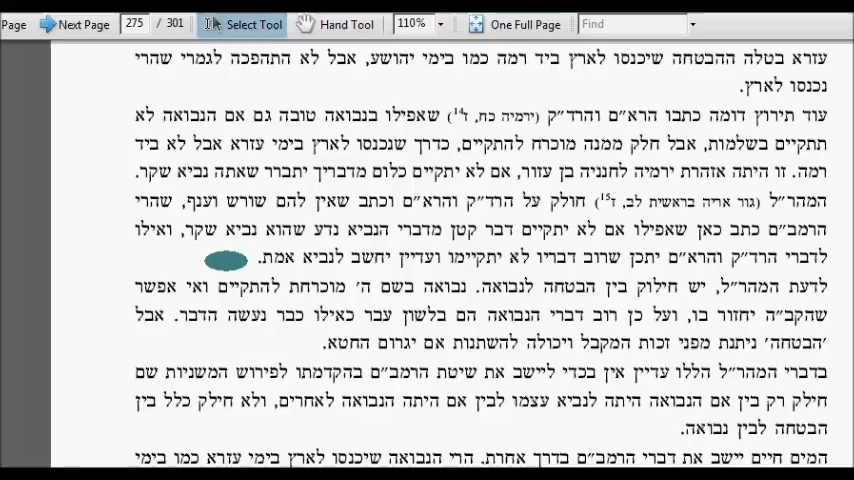 Page Next Page 275 / 301 Select Tool Hand Tool 110% One Full Page Find
עזרא בטלה ההבטחה שיכנסו לארץ ביד רמה כמו בימי יהושע, אבל לא התהפכה לגמרי שהרי
נכנסו לארץ.
עוד תירוץ דומה כתבו הרא״ם והרד״ק (ירמיה כח, ז14) שאפילו בנבואה טובה גם אם הנבואה לא
תתקיים בשלמות, אבל חלק ממנה מוכרח להתקיים, כדרך שנכנסו לארץ בימי עזרא אבל לא ביד
רמה. זו היתה אזהרת ירמיה לחנניה בן עזור, אם לא יתקיים כלום מדבריך יתברר שאתה נביא שקר.
המהר״ל (גור אריה בראשית לב, ז15) חולק על הרד״ק והרא״ם וכתב שאין להם שורש וענף, שהרי
הרמב״ם כתב כאן שאפילו אם לא יתקיים דבר קטן מדברי הנביא נדע שהוא נביא שקר, ואילו
לדברי הרד״ק והרא״ם יתכן שרוב דבריו לא יתקיימו ועדיין יחשב לנביא אמת.
לדעת המהר״ל, יש חילוק בין הבטחה לנבואה. נבואה בשם ה׳ מוכרחת להתקיים ואי אפשר
שהקב״ה יחזור בו, ועל כן רוב דברי הנבואה הם בלשון עבר כאילו כבר נעשה הדבר. אבל
׳הבטחה׳ ניתנת מפני זכות המקבל ויכולה להשתנות אם יגרום החטא.
בדברי המהר״ל הללו עדיין אין בכדי ליישב את שיטת הרמב״ם בהקדמתו לפירוש המשניות שם
חילק רק בין אם הנבואה היתה לנביא עצמו לבין אם היתה הנבואה לאחרים, ולא חילק כלל בין
הבטחה לבין נבואה.
המים חיים יישב את דברי הרמב״ם בדרך אחרת. הרי הנבואה שיכנסו לארץ בימי עזרא כמו בימי